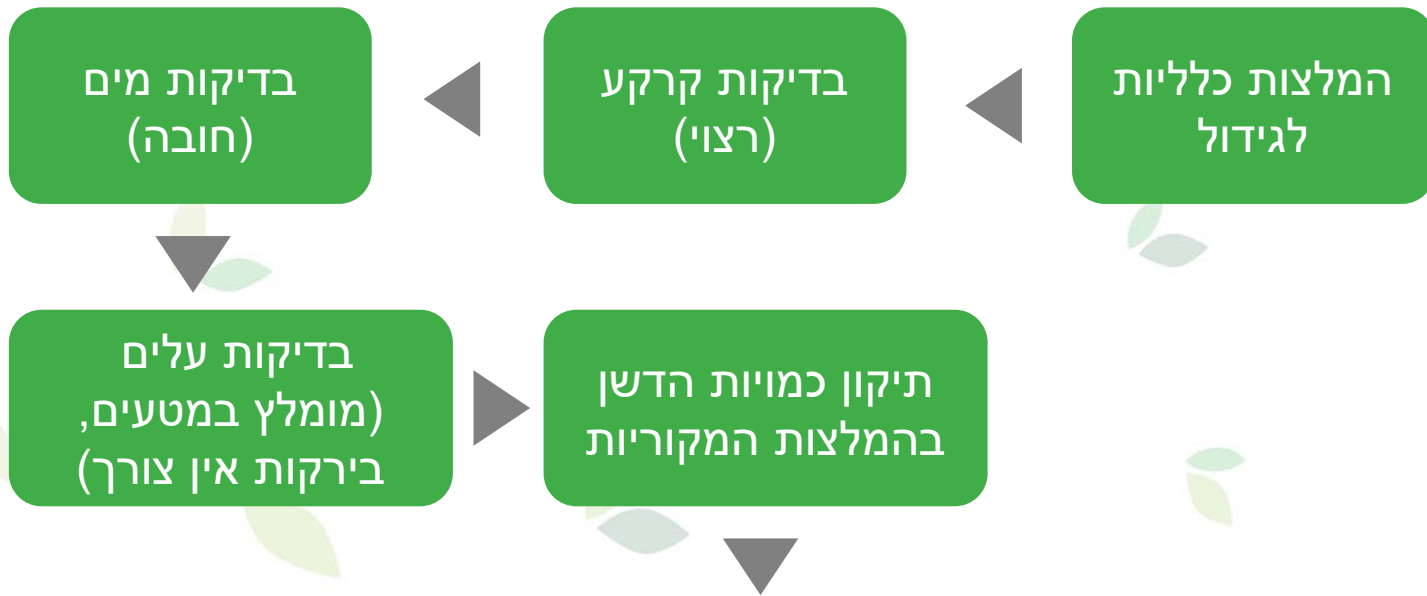 המלצות כלליות
לגידול
בדיקות קרקע
(רצוי)
בדיקות מים
(חובה)
בדיקות עלים
(מומלץ במטעים,
בירקות אין צורך)
תיקון כמויות הדשן
בהמלצות המקוריות